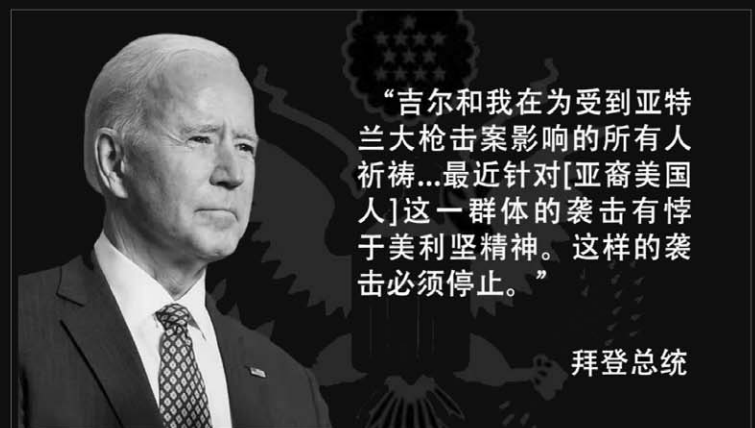 “吉尔和我在为受到亚特
兰大枪击案影响的所有人
祈祷...最近针对[亚裔美国
人]这一群体的袭击有悖
于美利坚精神。这样的袭
击必须停止。”
拜登总统